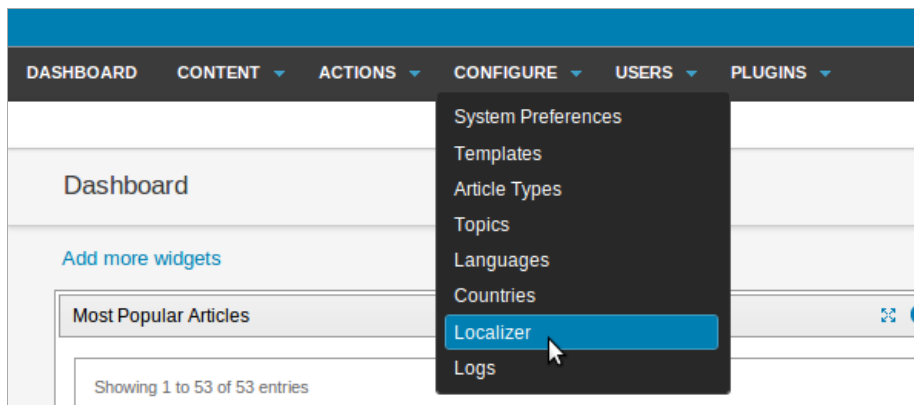 DASHBOARD CONTENT ACTIONS CONFIGURE USERS PLUGINS
System Preferences
Templates
Article Types
Topics
Languages
Countries
Localizer
Logs
Dashboard
Add more widgets
Most Popular Articles
Showing 1 to 53 of 53 entries